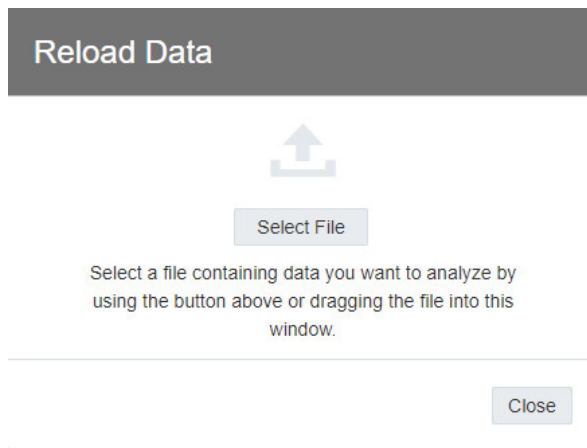 Reload Data
Select File
Select a file containing data you want to analyze by
using the button above or dragging the file into this
window.
Close